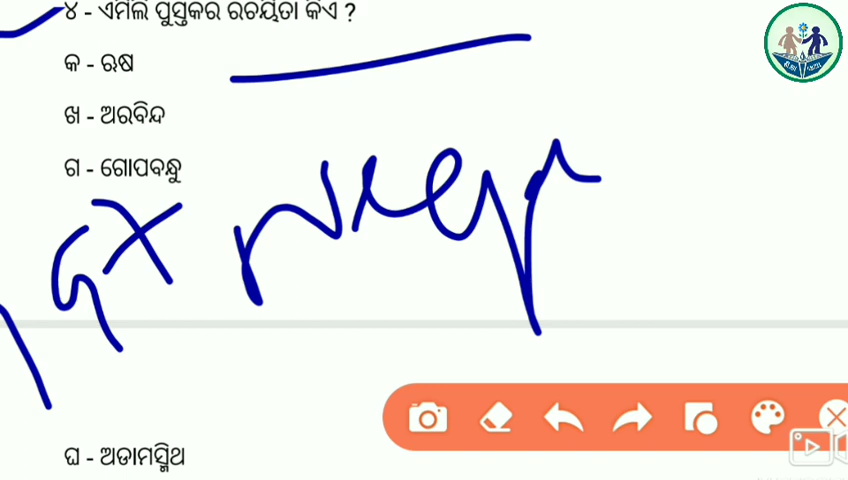 ୪ - ଏମିଲି ପୁସ୍ତକର ରଚୟିତା କିଏ ?
କ - ଋଷ
ଖ - ଅରବିନ୍ଦ
ଗ - ଗୋପବନ୍ଧୁ
ଘ - ଅଡାମସ୍ମିଥ